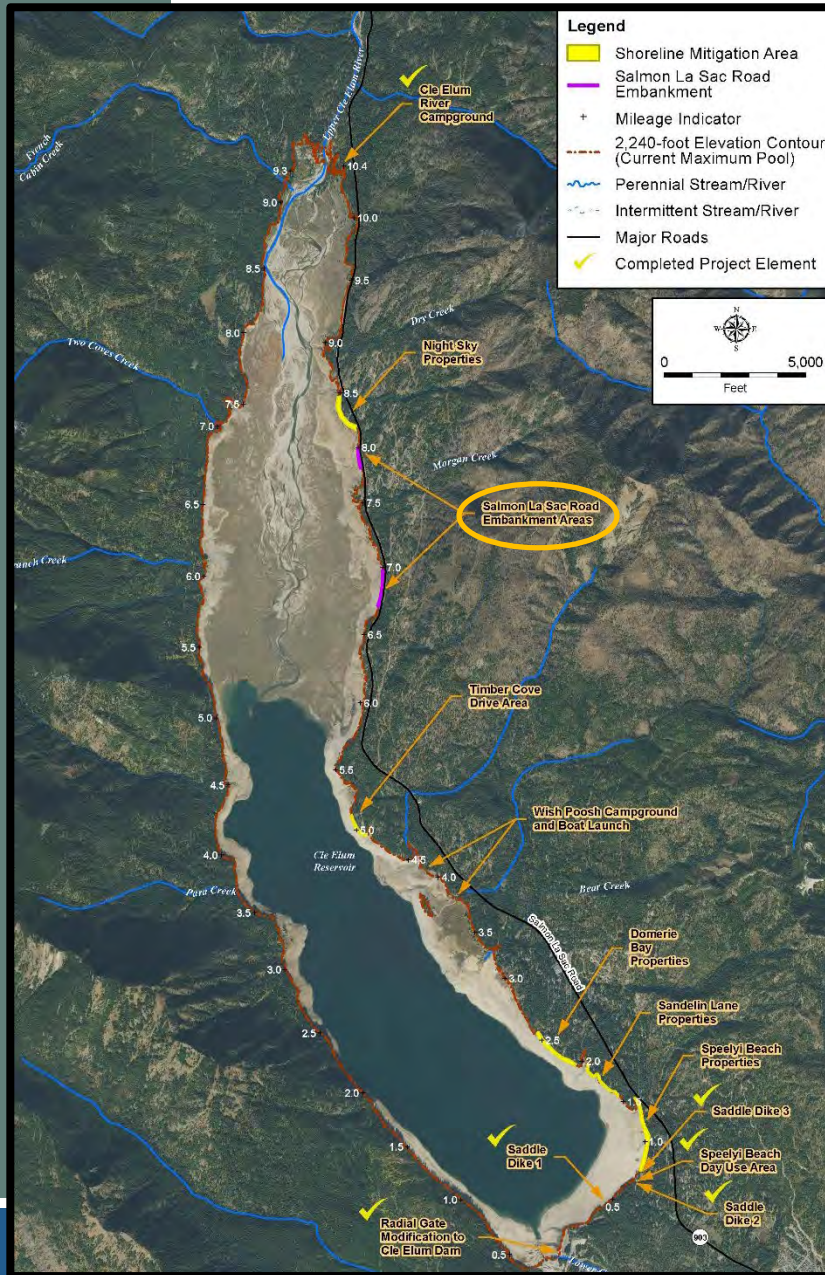 Legend
Shoreline Mitigation Area
Salmon La Sac Road
Embankment
Mileage Indicator
2,240-foot Elevation Contour
(Current Maximum Pool)
Perennial Stream/River
Intermittent Stream/River
Major Roads
Completed Project Element
N
W
E
S
0
5,000
Feet
Cle Elum
River
Campground
Upper Cle Elum River
French
Cabin Creek
9.3
10.4
9.0
10.0
8.5
9.5
Dry Creek
8.0
9.0
Night Sky
Properties
Two Coves Creek
7.5
8.5
7.0
8.0
Morgan Creek
6.5
7.5
Salmon La Sac Road
Embankment Areas
anch Creek
6.0
7.0
5.5
6.5
Timber Cove
Drive Area
5.0
6.0
4.5
5.5
Wish Poosh Campground
and Boat Launch
5.0
Cle Elum
Reservoir
4.0
4.5
4.0
Bear Creek
Para Creek
3.5
3.5
Salmon La Sac Road
Domerie
Bay
Properties
3.0
3.0
Sandelin Lane
Properties
2.5
2.5
2.0
Speelyi Beach
Properties
2.0
Saddle Dike 3
1.5
1.0
Saddle
Dike 1
Speelyi Beach
Day Use Area
1.0
0.5
Saddle
Dike 2
Radial Gate
Modification to
Cle Elum Dam
0.5
903